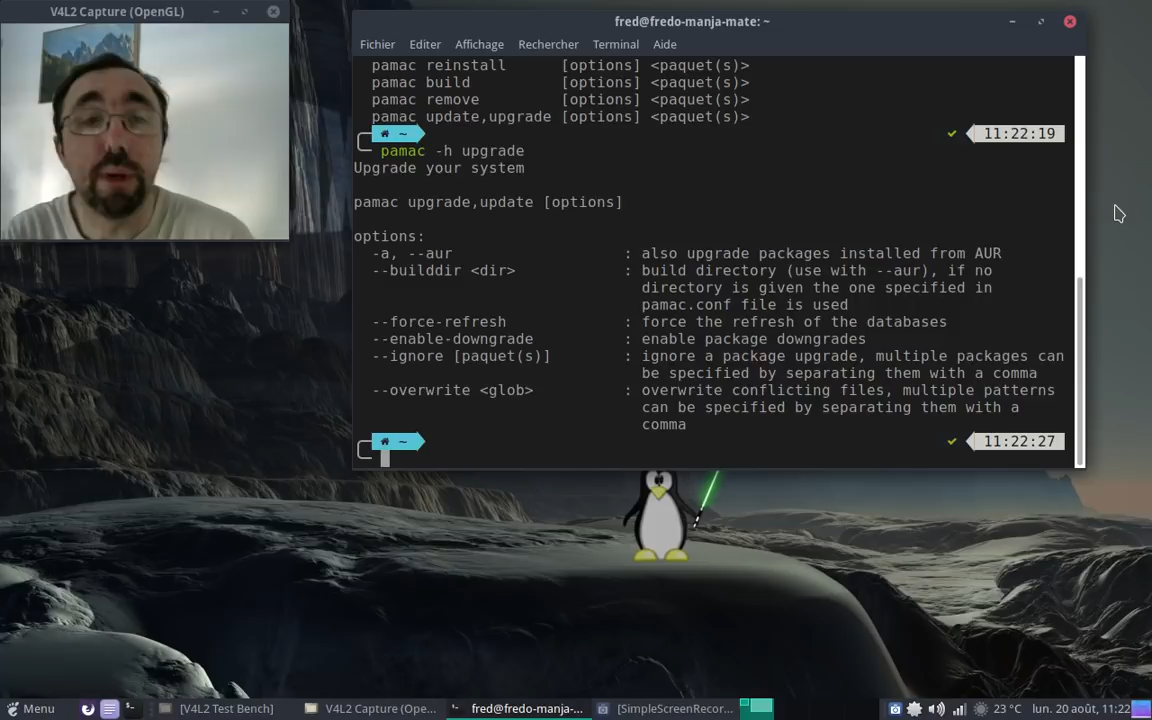 V4L2 Capture (OpenGL)
fred@fredo-manja-mate: ~
Fichier Editer Affichage Rechercher Terminal Aide
pamac reinstall [options] <paquet(s)>
pamac build [options] <paquet(s)>
pamac remove [options] <paquet(s)>
pamac update,upgrade [options] <paquet(s)>
~ 11:22:19
pamac -h upgrade
Upgrade your system
pamac upgrade,update [options]
options:
-a, --aur : also upgrade packages installed from AUR
--builddir <dir> : build directory (use with --aur), if no
directory is given the one specified in
pamac.conf file is used
--force-refresh : force the refresh of the databases
--enable-downgrade : enable package downgrades
--ignore [paquet(s)] : ignore a package upgrade, multiple packages can
be specified by separating them with a comma
--overwrite <glob> : overwrite conflicting files, multiple patterns
can be specified by separating them with a
comma
~ 11:22:27
Menu [V4L2 Test Bench] V4L2 Capture (Ope... fred@fredo-manja-... [SimpleScreenRecor... 23 °C lun. 20 août, 11:22